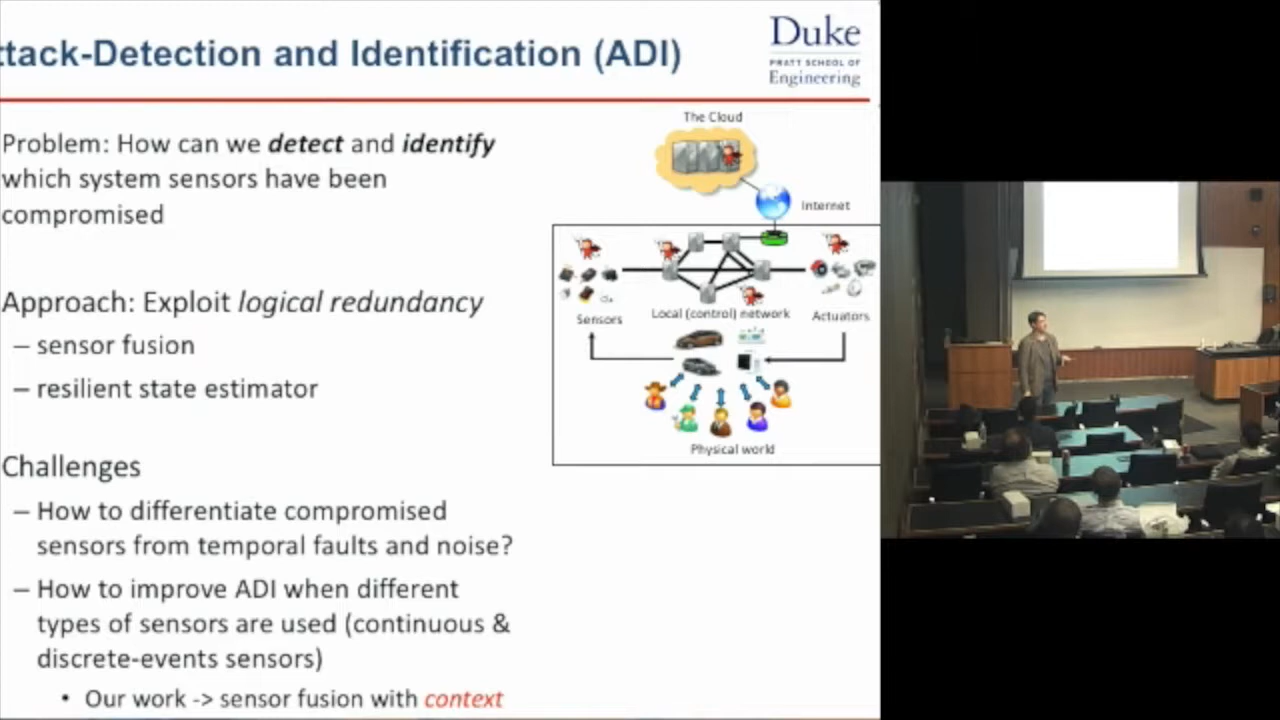 ttack-Detection and Identification (ADI)
Duke
PRATT SCHOOL OF
Engineering
Problem: How can we detect and identify
which system sensors have been
compromised
Approach: Exploit logical redundancy
– sensor fusion
– resilient state estimator
Challenges
– How to differentiate compromised
sensors from temporal faults and noise?
– How to improve ADI when different
types of sensors are used (continuous &
discrete-events sensors)
• Our work -> sensor fusion with context
The Cloud
Internet
Sensors
Local (control) network
Actuators
Physical world